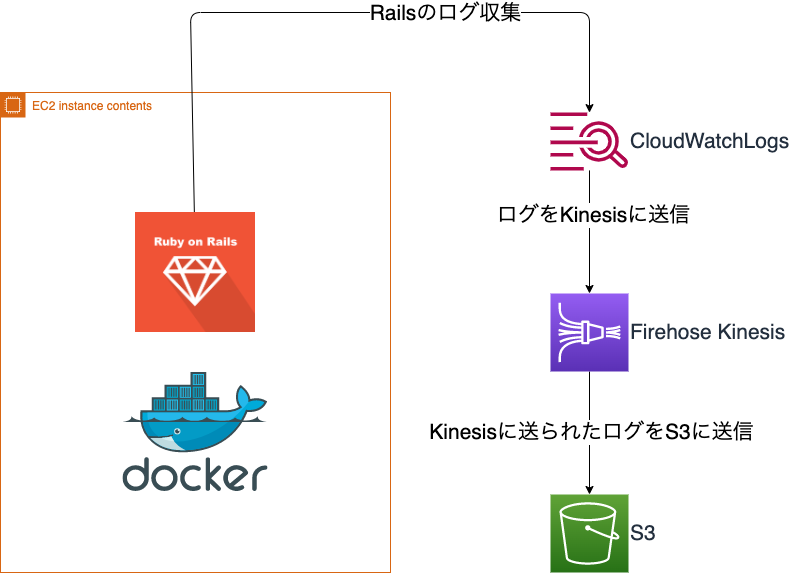 Railsのログ収集
EC2 instance contents
CloudWatchLogs
ログをKinesisに送信
Ruby on Rails
Firehose Kinesis
Kinesisに送られたログをS3に送信
docker
S3